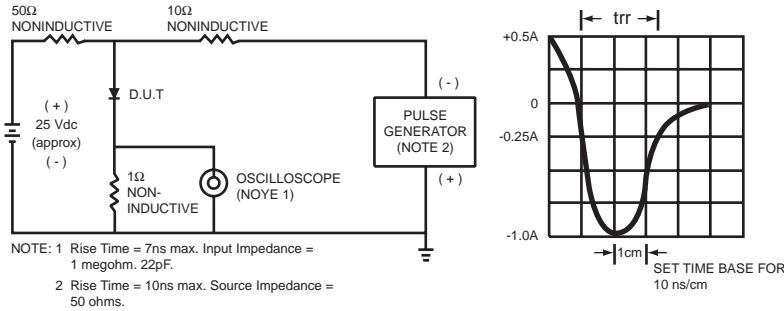 50Ω
NONINDUCTIVE
10Ω
NONINDUCTIVE
(+)
25 Vdc
(approx)
(-)
D.U.T
1Ω
NON-
INDUCTIVE
OSCILLOSCOPE
(NOYE 1)
(-)
PULSE
GENERATOR
(NOTE 2)
(+)
NOTE: 1 Rise Time = 7ns max. Input Impedance =
1 megohm. 22pF.
2 Rise Time = 10ns max. Source Impedance =
50 ohms.
trr
+0.5A
0
-0.25A
-1.0A
1cm
SET TIME BASE FOR
10 ns/cm